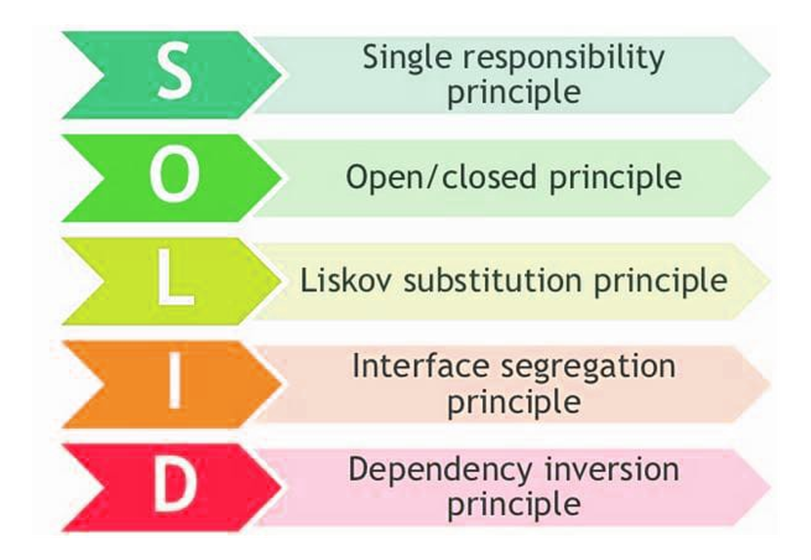 S
Single responsibility
principle
O
Open/closed principle
L
Liskov substitution principle
I
Interface segregation
principle
D
Dependency inversion
principle